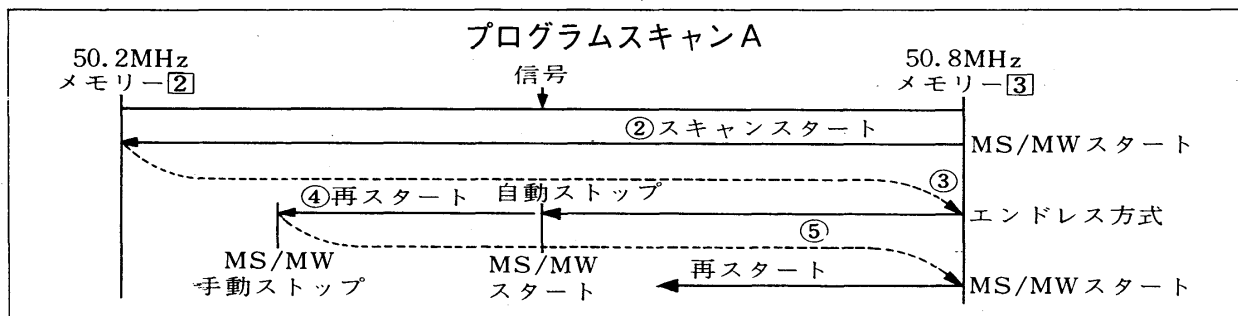 プログラムスキャンA
50.2MHz
メモリー2
信号
50.8MHz
メモリー3
②スキャンスタート
MS/MWスタート
③
④再スタート
自動ストップ
エンドレス方式
⑤
MS/MW
手動ストップ
MS/MW
スタート
再スタート
MS/MWスタート